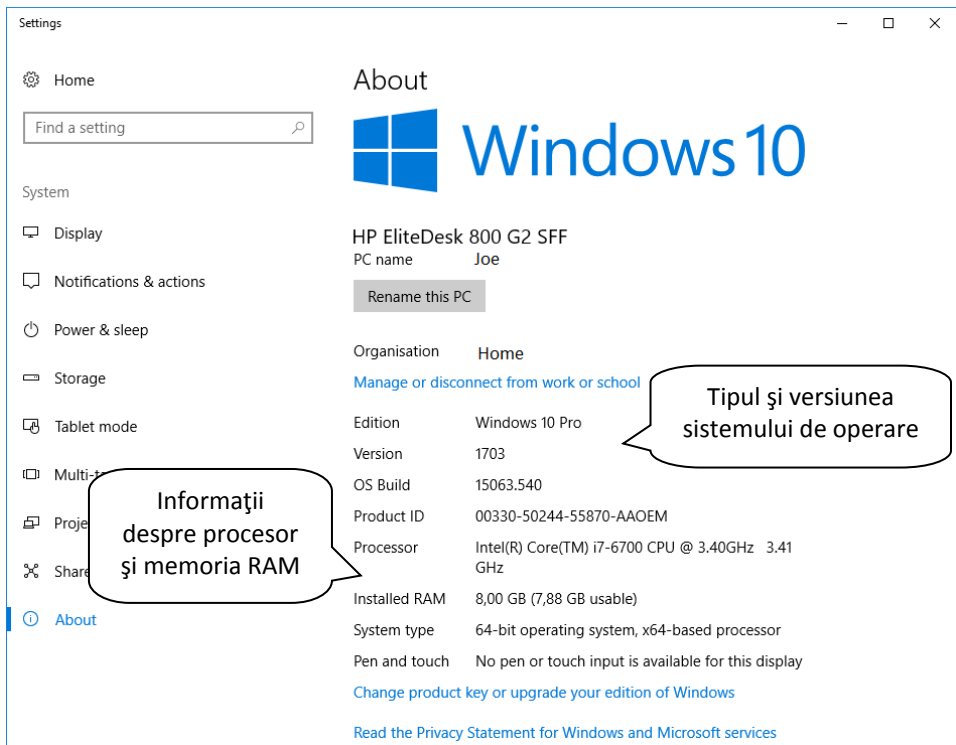 Settings
Home
Find a setting
System
Display
Notifications & actions
Power & sleep
Storage
Tablet mode
Share
About
About
Windows 10
HP EliteDesk 800 G2 SFF
PC name Joe
Rename this PC
Organisation Home
Manage or disconnect from work or school
Edition Windows 10 Pro
Version 1703
OS Build 15063.540
Product ID 00330-50244-55870-AAOEM
Processor Intel(R) Core(TM) i7-6700 CPU @ 3.40GHz 3.41
GHz
Installed RAM 8,00 GB (7,88 GB usable)
System type 64-bit operating system, x64-based processor
Pen and touch No pen or touch input is available for this display
Change product key or upgrade your edition of Windows
Read the Privacy Statement for Windows and Microsoft services
Tipul şi versiunea
sistemului de operare
Informaţii
despre procesor
şi memoria RAM